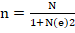 n = N / 1+N(e)2